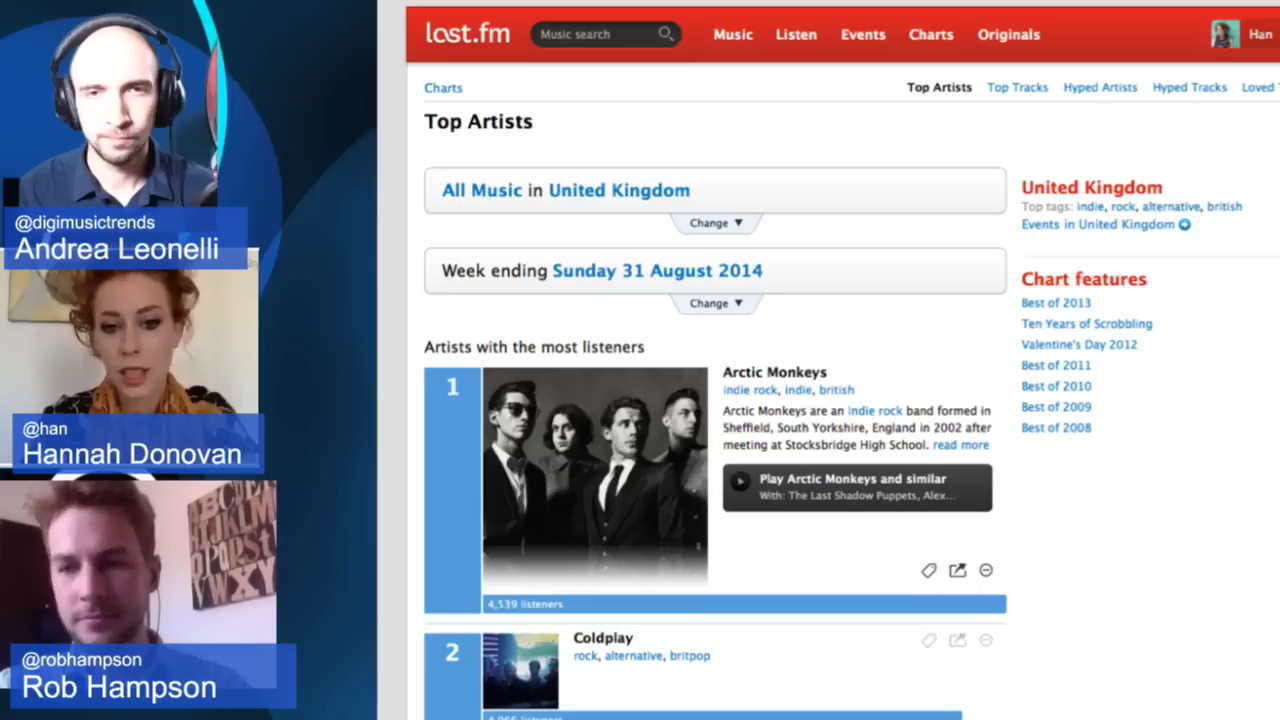 @digimusictrends
Andrea Leonelli
@han
Hannah Donovan
ABCDE
@robhampson
Rob Hampson
last.fm
Music search
Music
Listen
Events
Charts
Originals
Han
Charts
Top Artists
Top Tracks
Hyped Artists
Hyped Tracks
Loved
Top Artists
All Music in United Kingdom
Change ▼
Week ending Sunday 31 August 2014
Change ▼
Artists with the most listeners
1
Arctic Monkeys
indie rock, indie, british
Arctic Monkeys are an indie rock band formed in
Sheffield, South Yorkshire, England in 2002 after
meeting at Stocksbridge High School. read more
Play Arctic Monkeys and similar
With: The Last Shadow Puppets, Alex...
4,539 listeners
2
Coldplay
rock, alternative, britpop
United Kingdom
Top tags: indie, rock, alternative, british
Events in United Kingdom
Chart features
Best of 2013
Ten Years of Scrobbling
Valentine's Day 2012
Best of 2011
Best of 2010
Best of 2009
Best of 2008